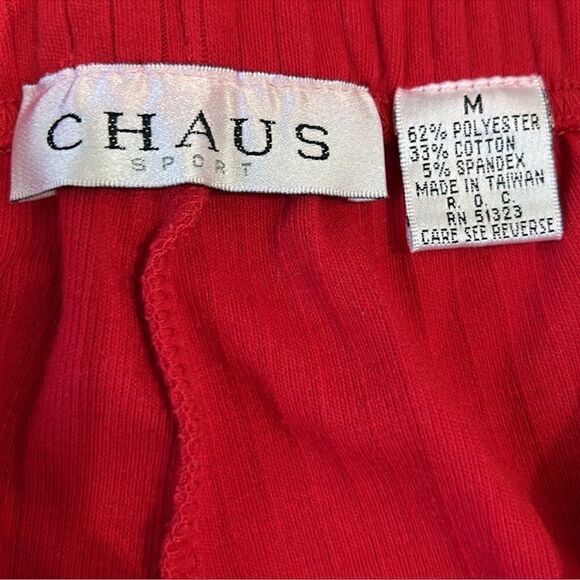 CHAUS
SPORT
M
62% POLYESTER
33% COTTON
5% SPANDEX
MADE IN TAIWAN
R. O. C.
RN 51323
CARE SEE REVERSE